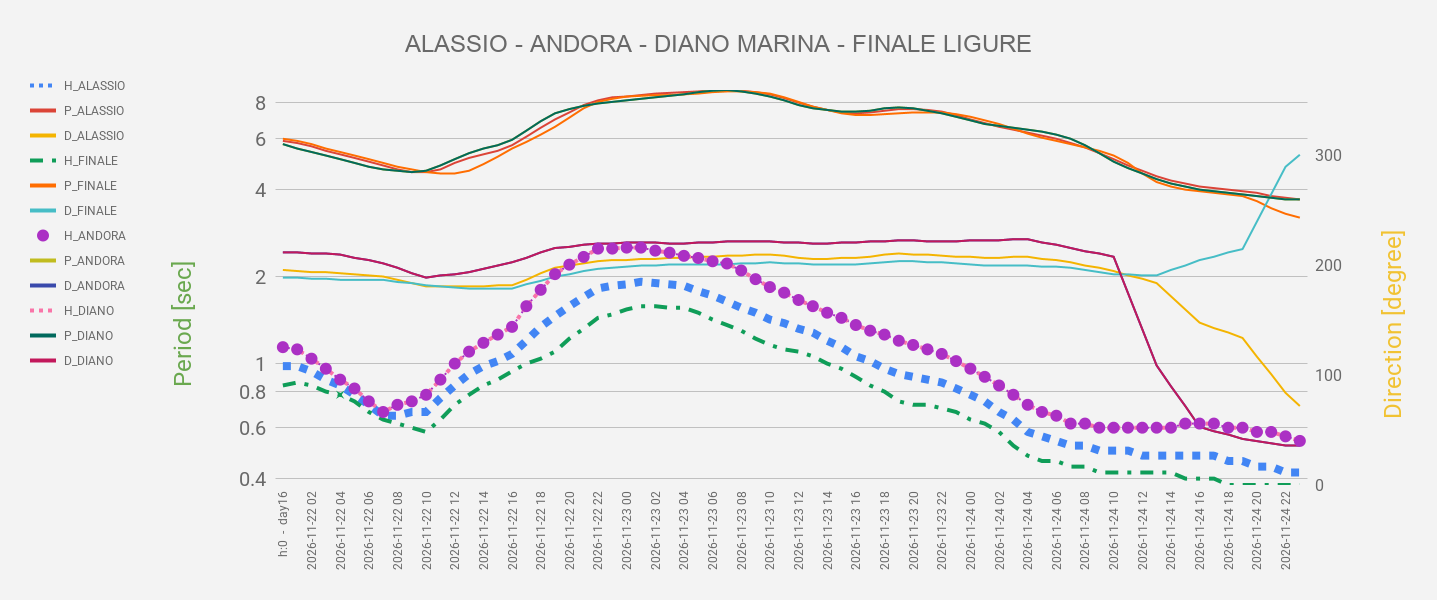 ALASSIO - ANDORA - DIANO MARINA - FINALE LIGURE
H_ALASSIO
P_ALASSIO
D_ALASSIO
H_FINALE
P_FINALE
D_FINALE
H_ANDORA
P_ANDORA
D_ANDORA
H_DIANO
P_DIANO
D_DIANO
Period [sec]
8
6
4
2
1
0.8
0.6
0.4
300
200
100
0
Direction [degree]
h:0 - day16
2026-11-22 02
2026-11-22 04
2026-11-22 06
2026-11-22 08
2026-11-22 10
2026-11-22 12
2026-11-22 14
2026-11-22 16
2026-11-22 18
2026-11-22 20
2026-11-22 22
2026-11-23 00
2026-11-23 02
2026-11-23 04
2026-11-23 06
2026-11-23 08
2026-11-23 10
2026-11-23 12
2026-11-23 14
2026-11-23 16
2026-11-23 18
2026-11-23 20
2026-11-23 22
2026-11-24 00
2026-11-24 02
2026-11-24 04
2026-11-24 06
2026-11-24 08
2026-11-24 10
2026-11-24 12
2026-11-24 14
2026-11-24 16
2026-11-24 18
2026-11-24 20
2026-11-24 22